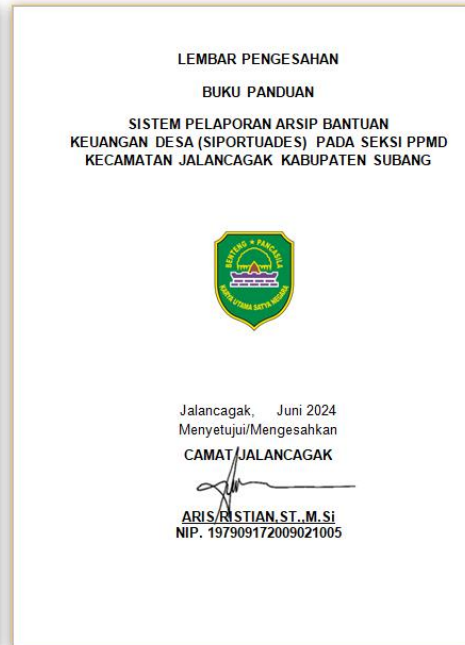 LEMBAR PENGESAHAN
BUKU PANDUAN
SISTEM PELAPORAN ARSIP BANTUAN
KEUANGAN DESA (SIPORTUADES) PADA SEKSI PPMD
KECAMATAN JALANCAGAK KABUPATEN SUBANG
BENTENG ★ PANCASILA
KARYA UTAMA SATYA NEGARA
Jalancagak, Juni 2024
Menyetujui/Mengesahkan
CAMAT JALANCAGAK
ARIS RISTIAN,ST.,M.Si
NIP. 197909172009021005